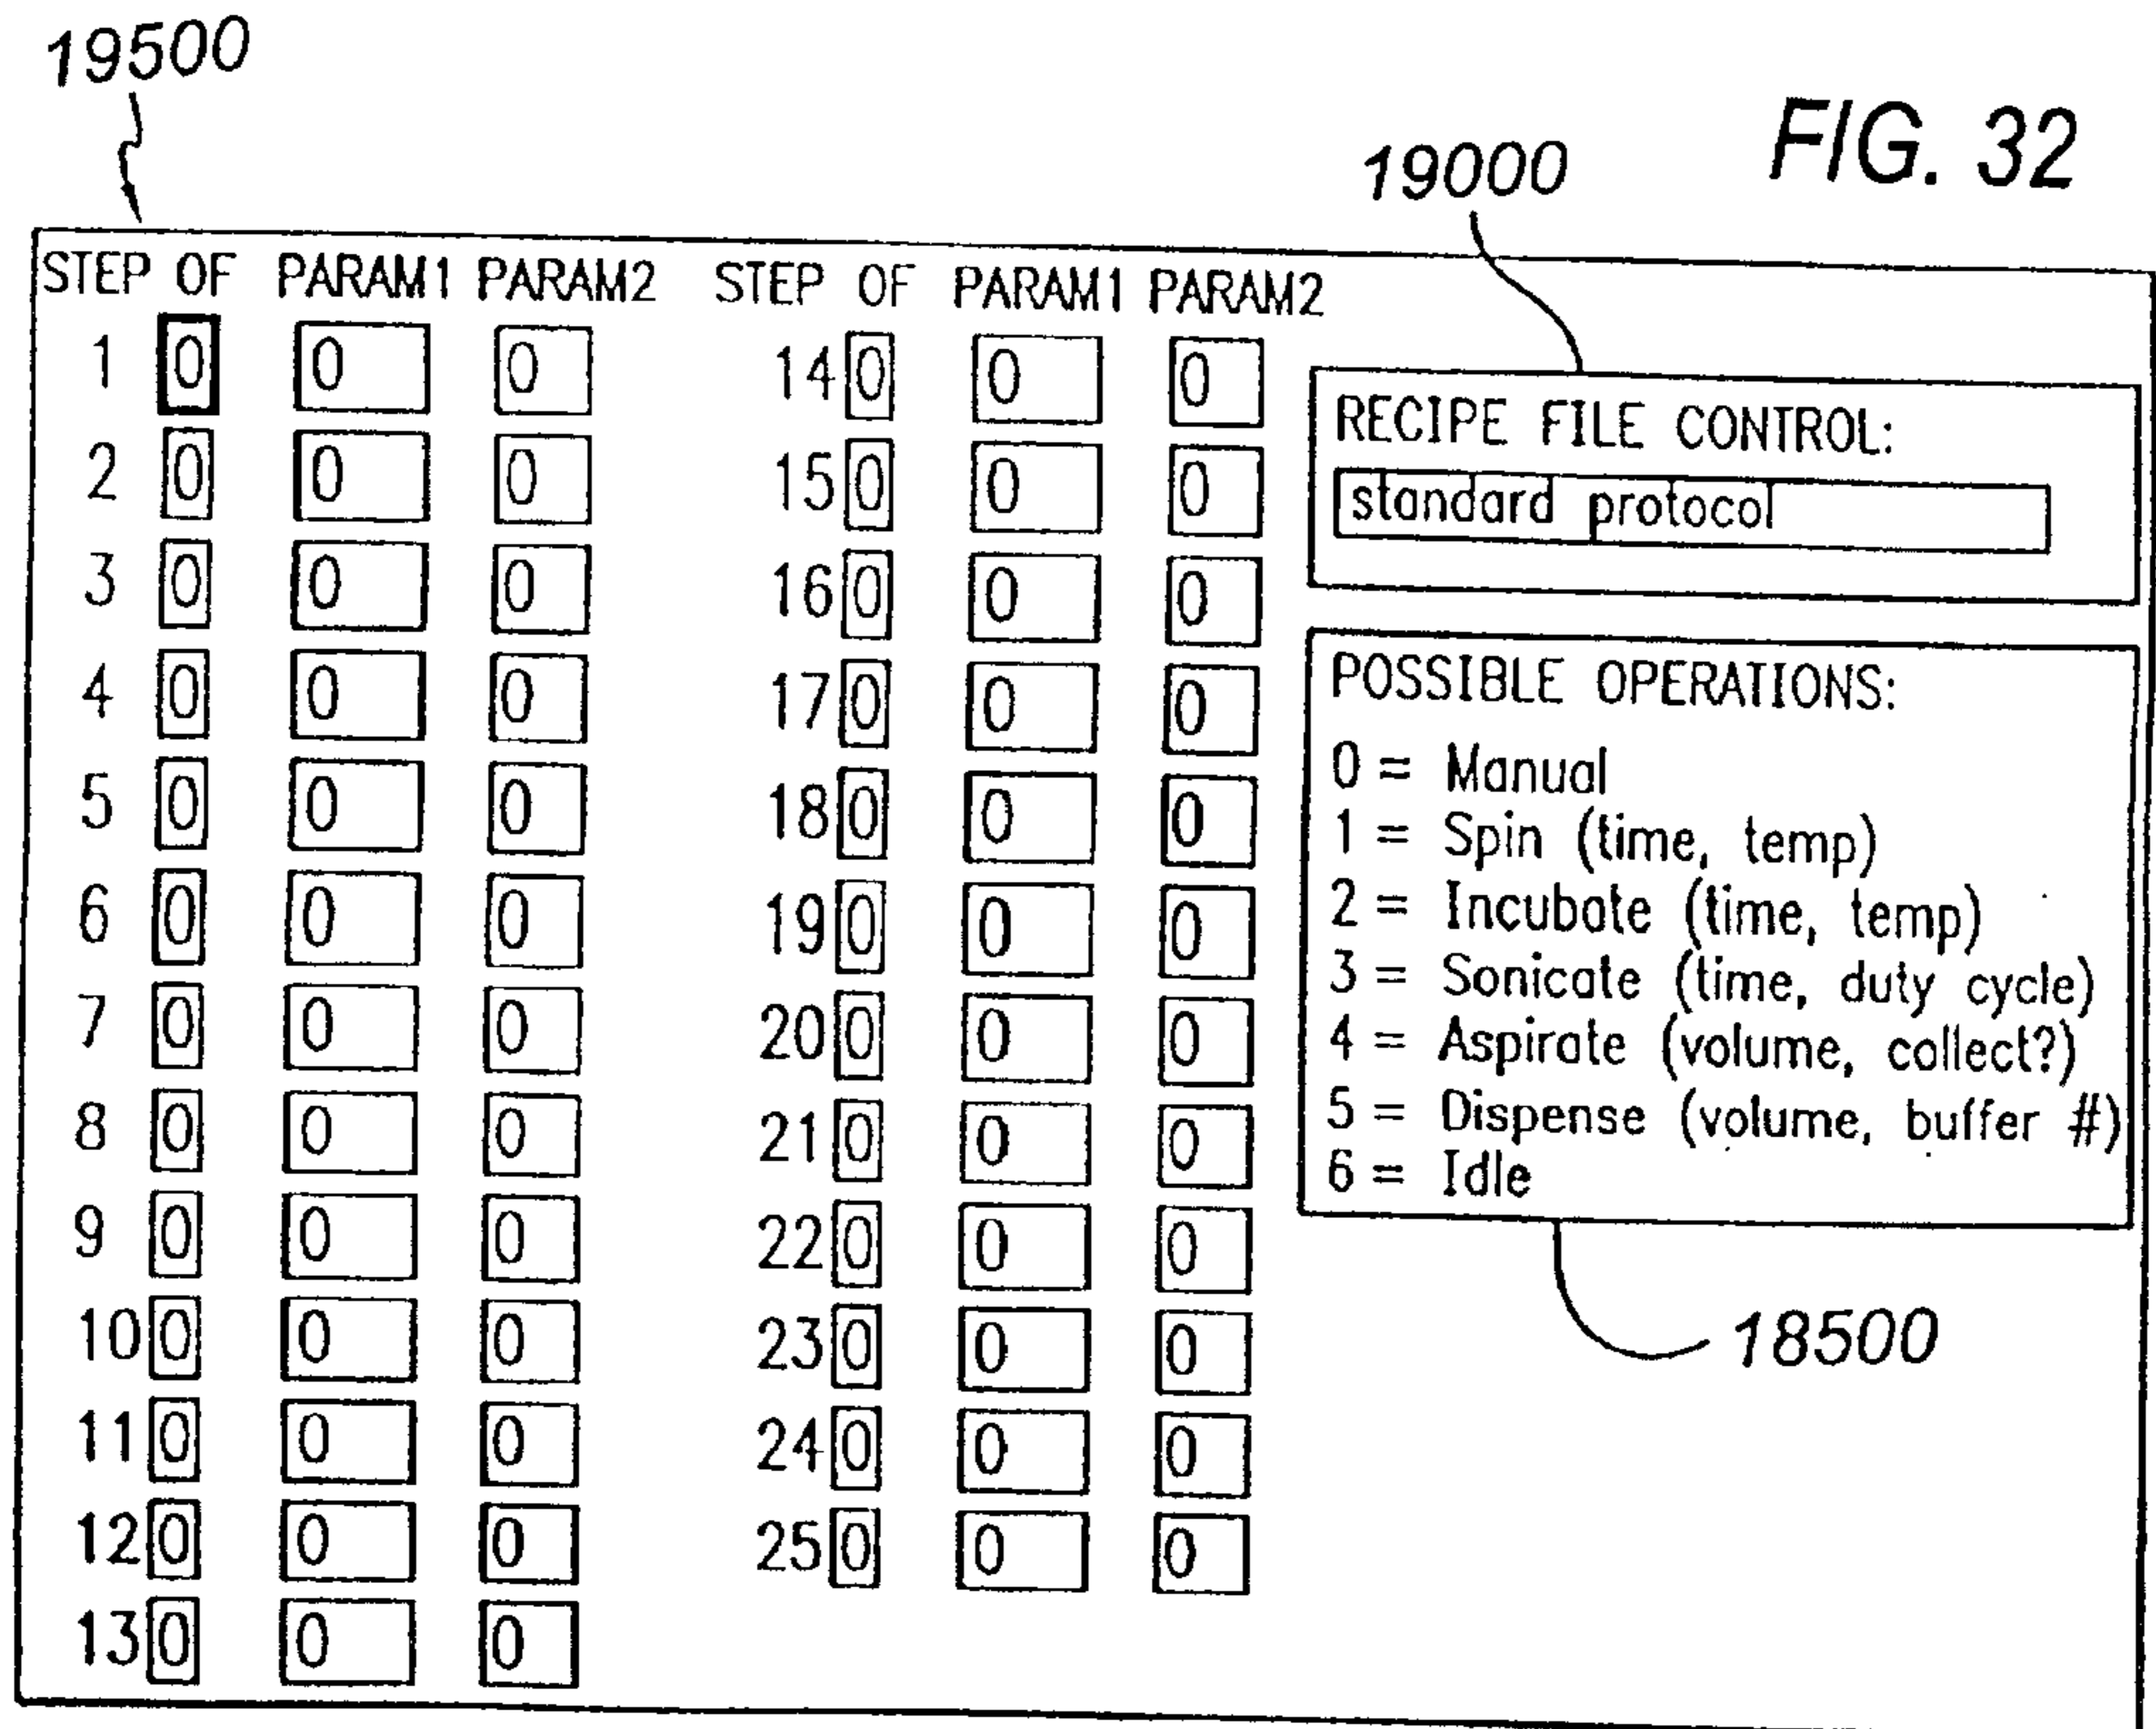 19500
FIG. 32
19000
STEP OF PARAM1 PARAM2 STEP OF PARAM1 PARAM2
1 0 0 0 14 0 0 0
2 0 0 0 15 0 0 0
3 0 0 0 16 0 0 0
4 0 0 0 17 0 0 0
5 0 0 0 18 0 0 0
6 0 0 0 19 0 0 0
7 0 0 0 20 0 0 0
8 0 0 0 21 0 0 0
9 0 0 0 22 0 0 0
10 0 0 0 23 0 0 0
11 0 0 0 24 0 0 0
12 0 0 0 25 0 0 0
13 0 0 0
RECIPE FILE CONTROL:
standard protocol
POSSIBLE OPERATIONS:
0 = Manual
1 = Spin (time, temp)
2 = Incubate (time, temp)
3 = Sonicate (time, duty cycle)
4 = Aspirate (volume, collect?)
5 = Dispense (volume, buffer #)
6 = Idle
18500